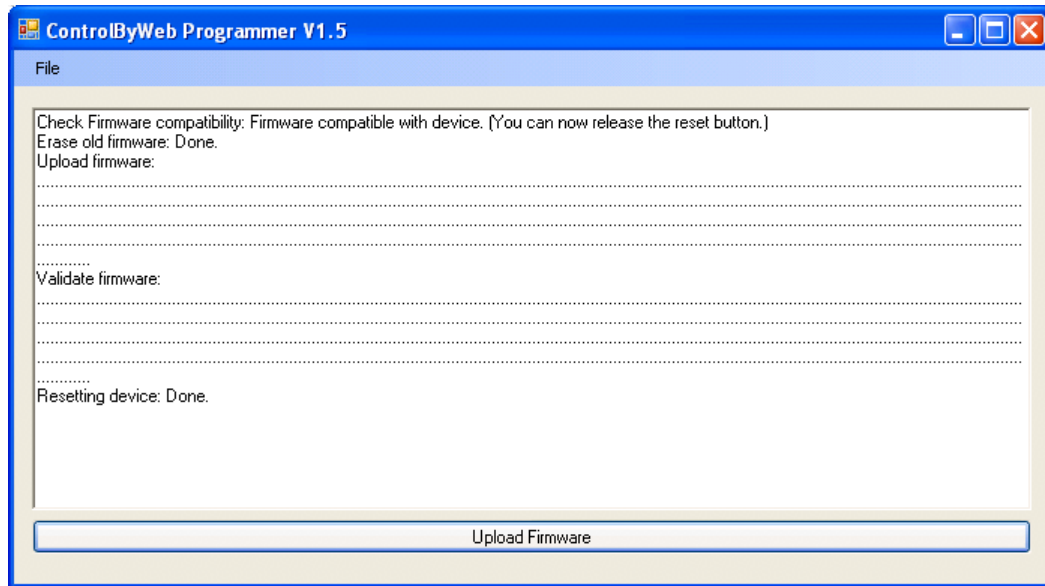 ControlByWeb Programmer V1.5
File
Check Firmware compatibility: Firmware compatible with device. (You can now release the reset button.)
Erase old firmware: Done.
Upload firmware:
....................................................................................................................................................................................................................
....................................................................................................................................................................................................................
....................................................................................................................................................................................................................
....................................................................................................................................................................................................................
............
Validate firmware:
....................................................................................................................................................................................................................
....................................................................................................................................................................................................................
....................................................................................................................................................................................................................
....................................................................................................................................................................................................................
............
Resetting device: Done.
Upload Firmware